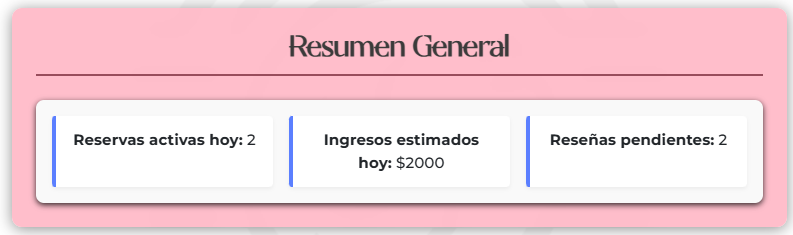 Resumen General
Reservas activas hoy: 2
Ingresos estimados
hoy: $2000
Reseñas pendientes: 2